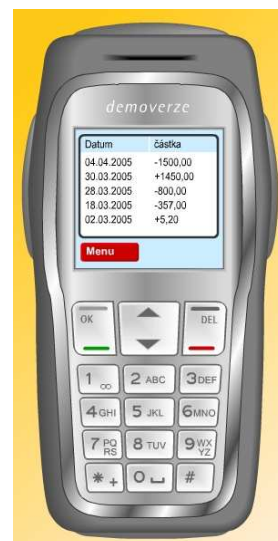 demoverze
Datum částka
04.04.2005 -1500,00
30.03.2005 +1450,00
28.03.2005 -800,00
18.03.2005 -357,00
02.03.2005 +5,20
Menu
OK DEL
1 ∞ 2 ABC 3 DEF
4 GHI 5 JKL 6 MNO
7 PQRS 8 TUV 9 WXYZ
* + 0 ⌴ #